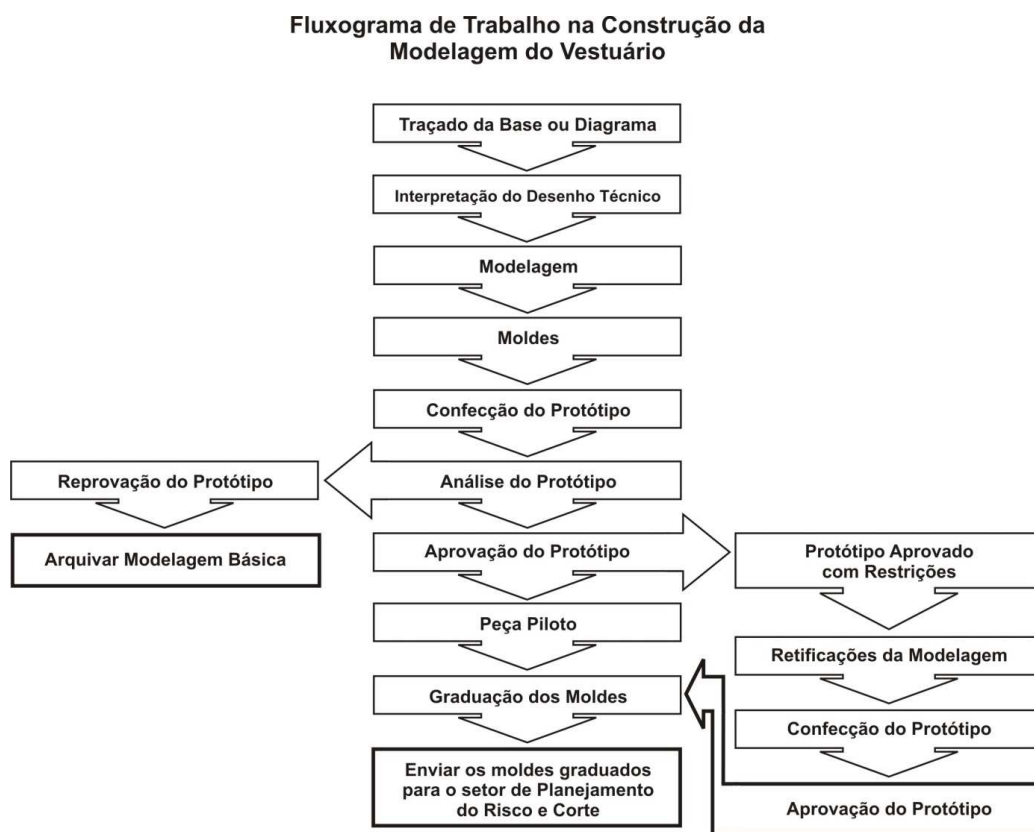 Fluxograma de Trabalho na Construção da
Modelagem do Vestuário
Traçado da Base ou Diagrama
Interpretação do Desenho Técnico
Modelagem
Moldes
Confecção do Protótipo
Análise do Protótipo
Reprovação do Protótipo
Arquivar Modelagem Básica
Aprovação do Protótipo
Protótipo Aprovado
com Restrições
Retificações da Modelagem
Confecção do Protótipo
Aprovação do Protótipo
Peça Piloto
Graduação dos Moldes
Enviar os moldes graduados
para o setor de Planejamento
do Risco e Corte